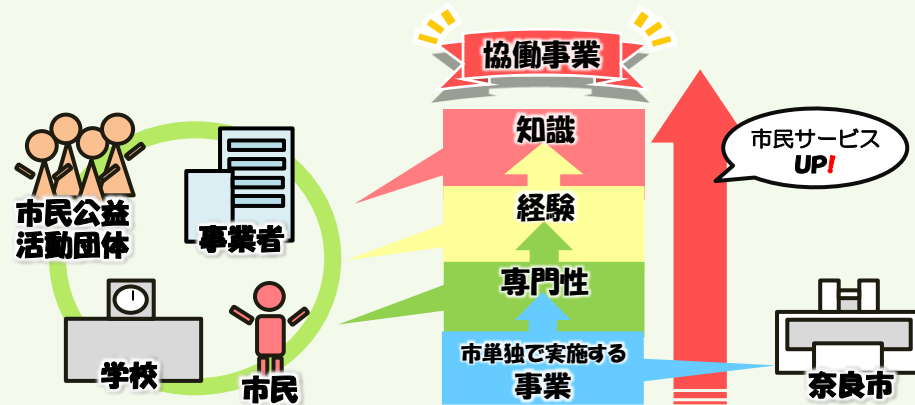 協働事業
知識
経験
専門性
市単独で実施する
事業
市民サービス
UP!
市民公益
活動団体
事業者
学校
市民
奈良市